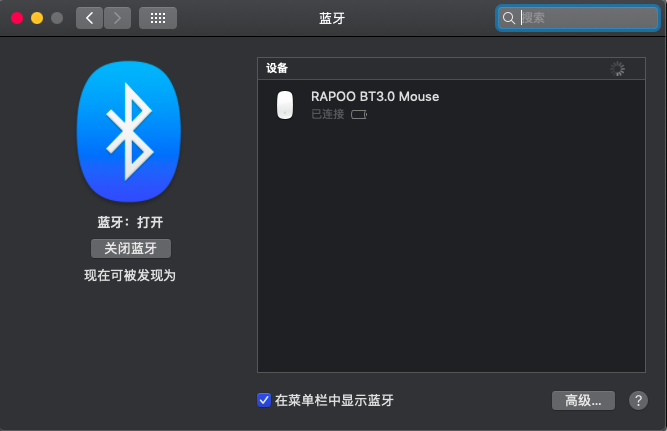 蓝牙
搜索
设备
RAPOO BT3.0 Mouse
已连接
蓝牙：打开
关闭蓝牙
现在可被发现为
在菜单栏中显示蓝牙
高级...
?